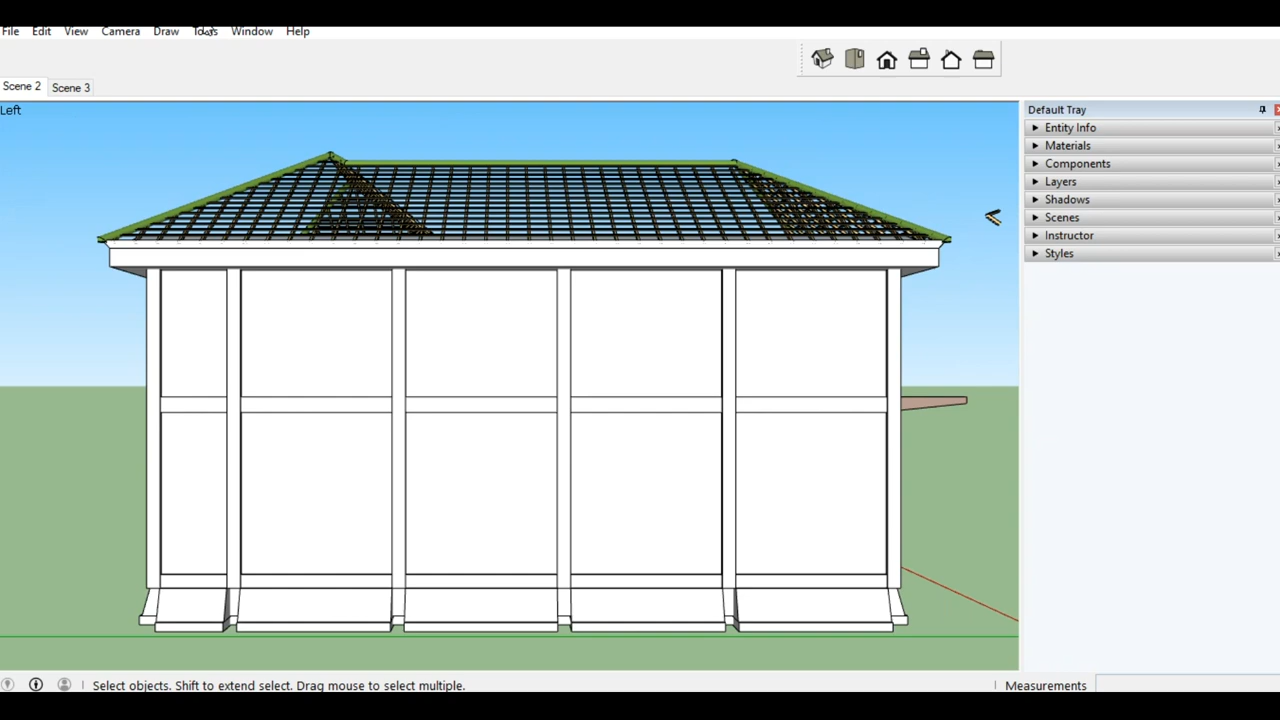 File Edit View Camera Draw Tools Window Help
Scene 2 Scene 3
Left
Default Tray
Entity Info
Materials
Components
Layers
Shadows
Scenes
Instructor
Styles
Select objects. Shift to extend select. Drag mouse to select multiple.
Measurements